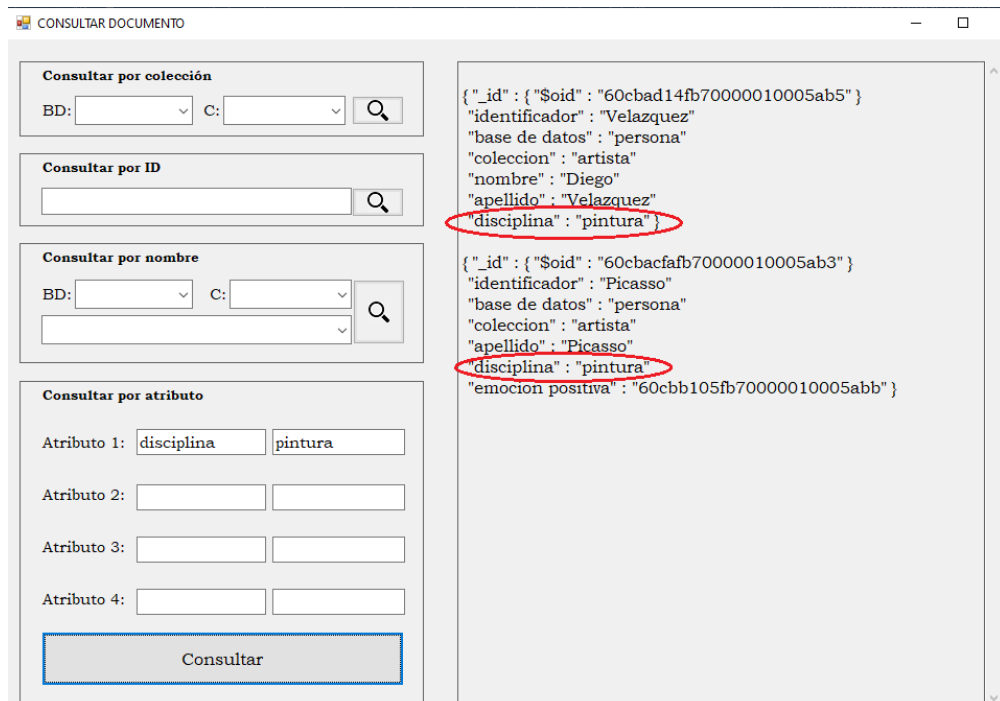 CONSULTAR DOCUMENTO
Consultar por colección
BD:
C:
Consultar por ID
Consultar por nombre
BD:
C:
Consultar por atributo
Atributo 1: disciplina pintura
Atributo 2:
Atributo 3:
Atributo 4:
Consultar
{ "_id" : { "$oid" : "60cbad14fb70000010005ab5" }
"identificador" : "Velazquez"
"base de datos" : "persona"
"coleccion" : "artista"
"nombre" : "Diego"
"apellido" : "Velazquez"
"disciplina" : "pintura" }
{ "_id" : { "$oid" : "60cbacfafb70000010005ab3" }
"identificador" : "Picasso"
"base de datos" : "persona"
"coleccion" : "artista"
"apellido" : "Picasso"
"disciplina" : "pintura"
"emocion positiva" : "60cbb105fb70000010005abb" }